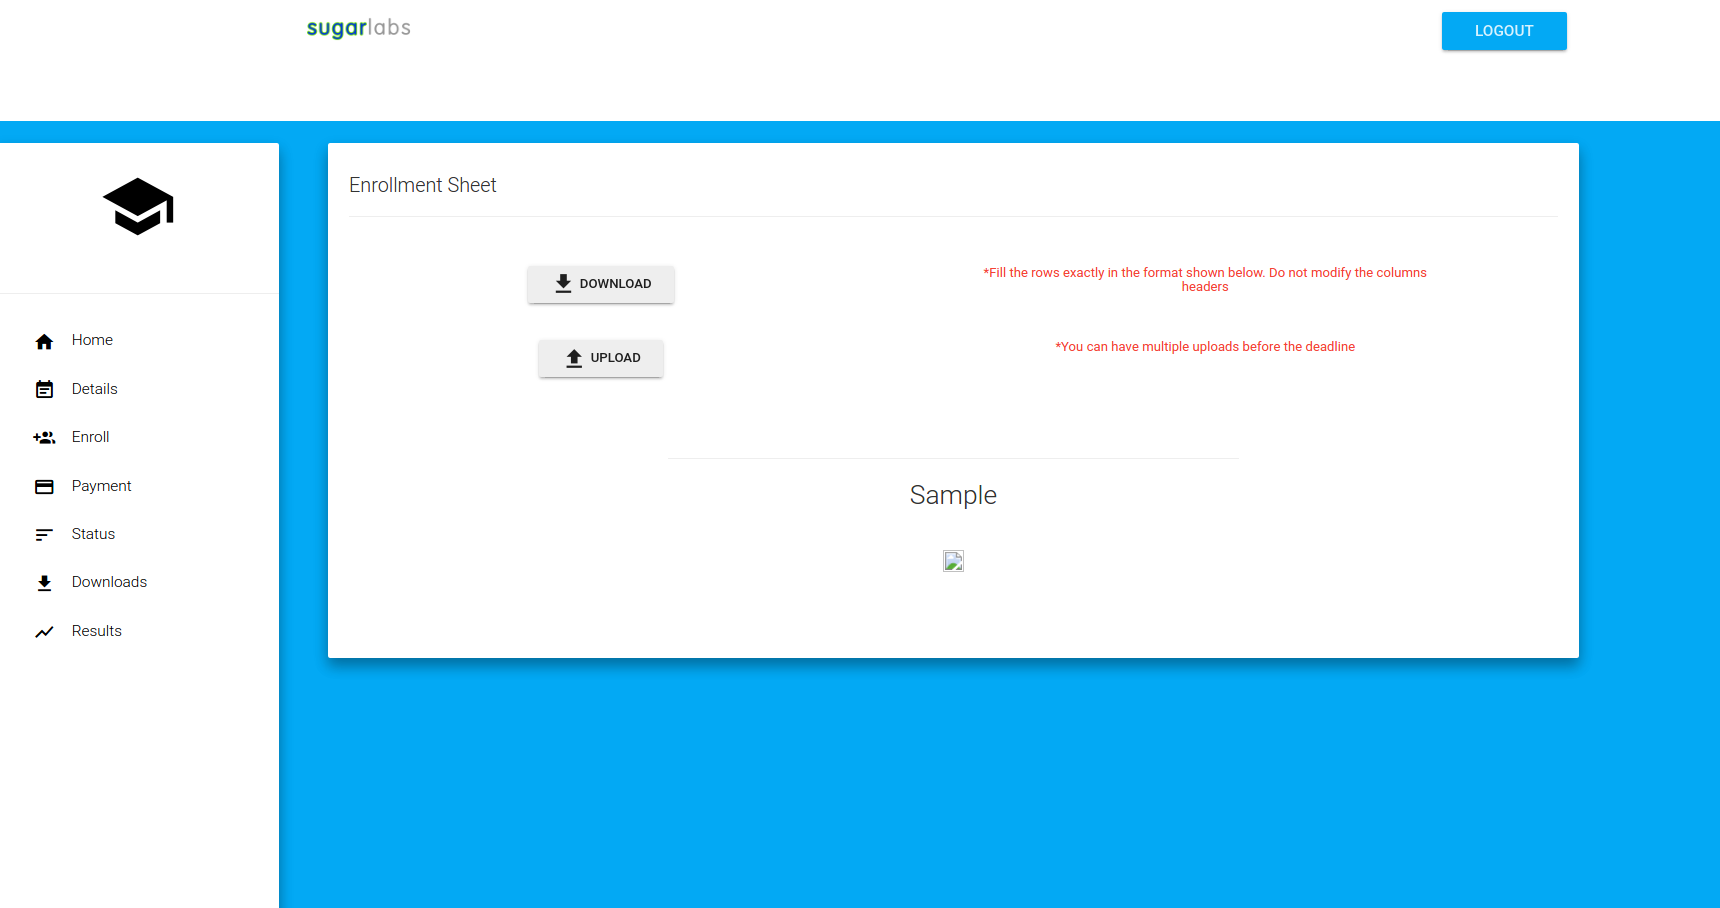 sugarlabs
LOGOUT
Enrollment Sheet
DOWNLOAD
*Fill the rows exactly in the format shown below. Do not modify the columns
headers
UPLOAD
*You can have multiple uploads before the deadline
Sample
Home
Details
Enroll
Payment
Status
Downloads
Results